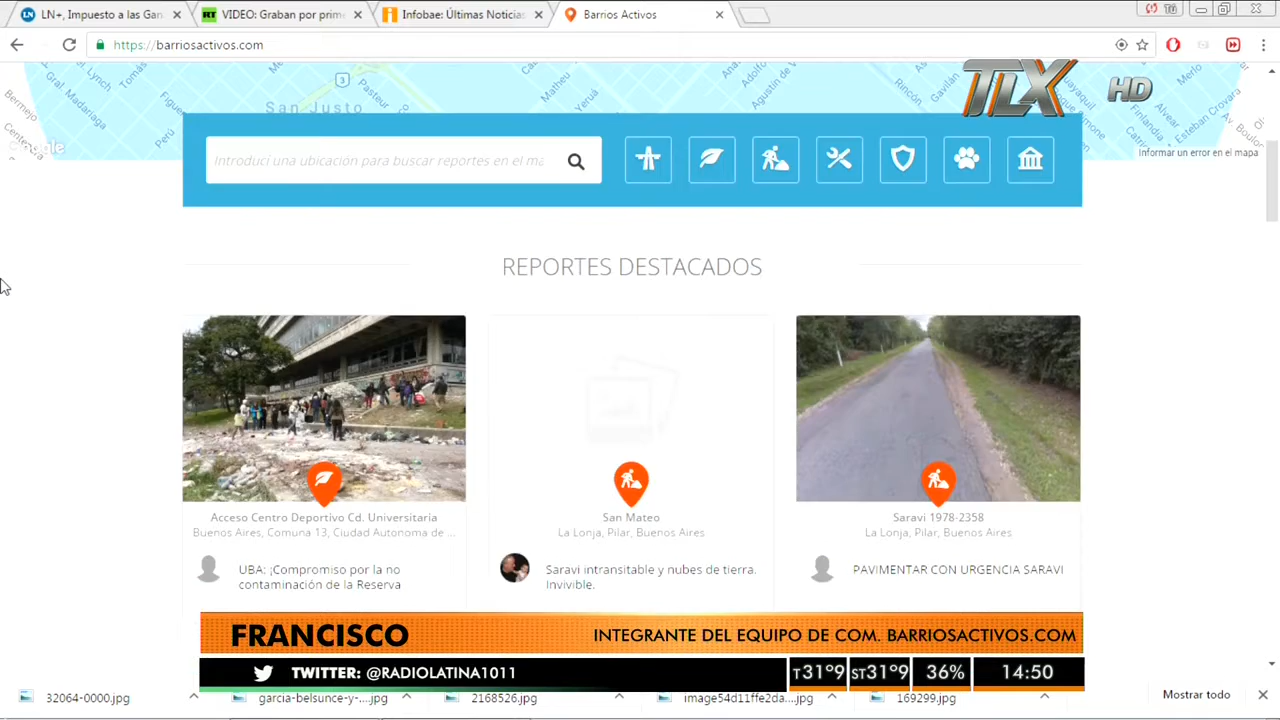 LN+, Impuesto a las Gan
VIDEO: Graban por prime
Infobae: Últimas Noticias
Barrios Activos
https://barriosactivos.com
TLX HD
San Justo
Informar un error en el mapa
Introducí una ubicación para buscar reportes en el ma
REPORTES DESTACADOS
Acceso Centro Deportivo Cd. Universitaria
Buenos Aires, Comuna 13, Ciudad Autonoma de ...
UBA: ¡Compromiso por la no
contaminación de la Reserva
San Mateo
La Lonja, Pilar, Buenos Aires
Saravi intransitable y nubes de tierra.
Invivible.
Saravi 1978-2358
La Lonja, Pilar, Buenos Aires
PAVIMENTAR CON URGENCIA SARAVI
FRANCISCO
INTEGRANTE DEL EQUIPO DE COM. BARRIOSACTIVOS.COM
TWITTER: @RADIOLATINA1011
T31º9 ST31º9 36% 14:50
32064-0000.jpg
garcia-belsunce-y-....jpg
2168526.jpg
image54d11ffe2da....jpg
169299.jpg
Mostrar todo